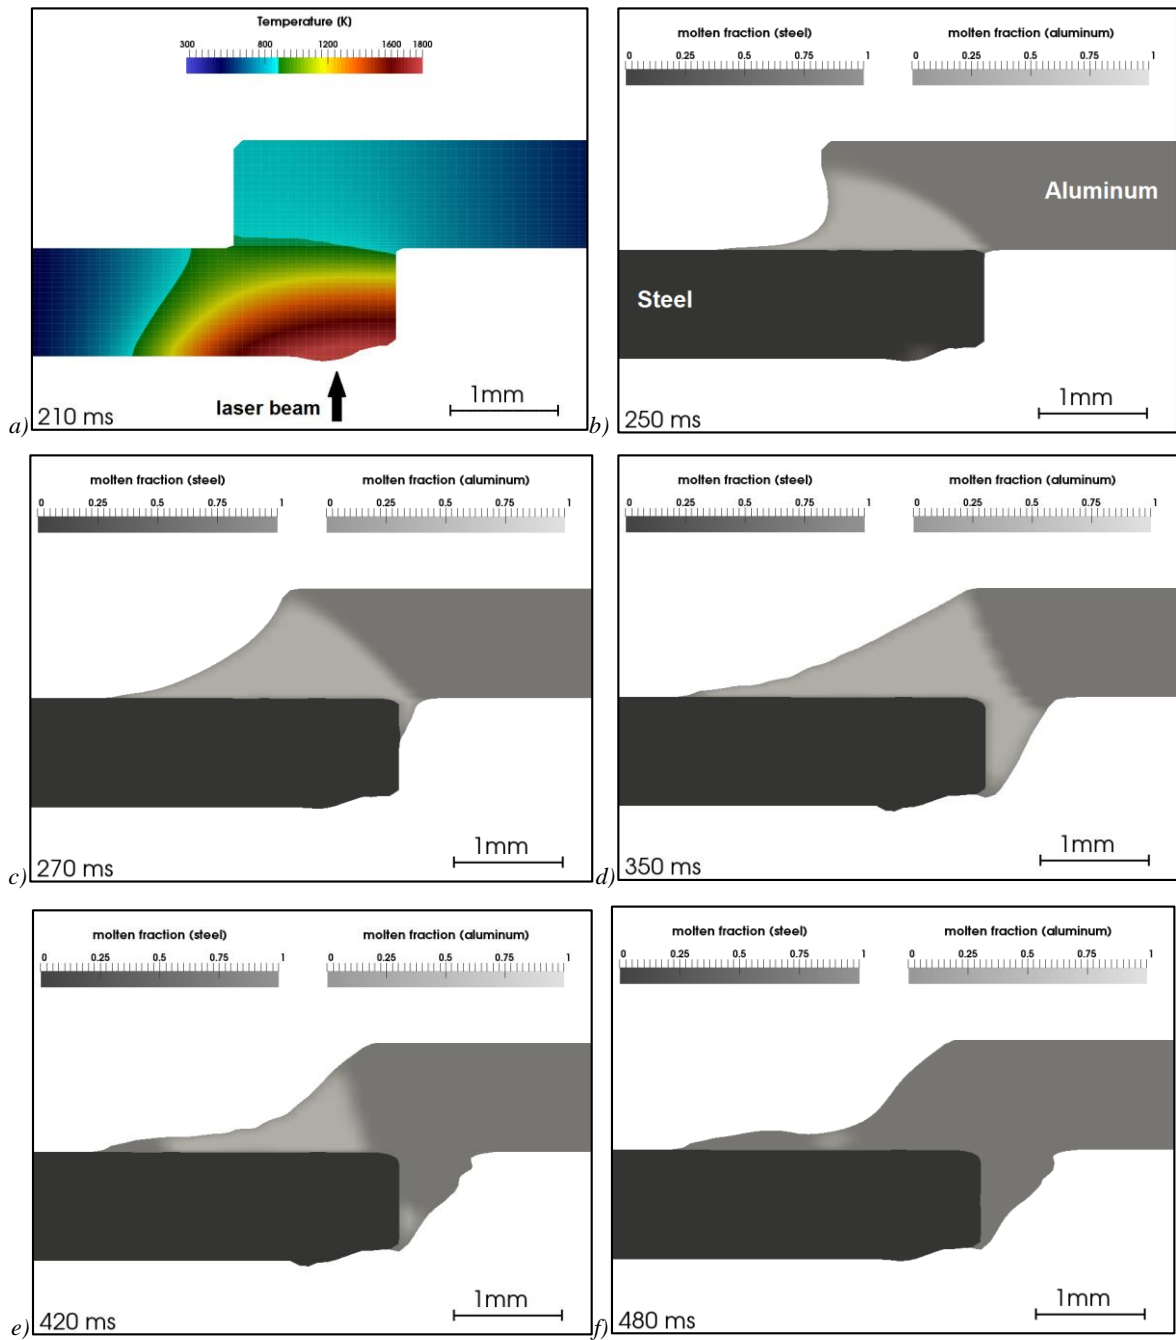 Temperature [K]
300 800 1200 1600 1800
laser beam
1mm
a) 210 ms
molten fraction (steel) molten fraction (aluminum)
0 0.25 0.5 0.75 1 0 0.25 0.5 0.75 1
Aluminum
Steel
1mm
b) 250 ms
molten fraction (steel) molten fraction (aluminum)
0 0.25 0.5 0.75 1 0 0.25 0.5 0.75 1
1mm
c) 270 ms
molten fraction (steel) molten fraction (aluminum)
0 0.25 0.5 0.75 1 0 0.25 0.5 0.75 1
1mm
d) 350 ms
molten fraction (steel) molten fraction (aluminum)
0 0.25 0.5 0.75 1 0 0.25 0.5 0.75 1
1mm
e) 420 ms
molten fraction (steel) molten fraction (aluminum)
0 0.25 0.5 0.75 1 0 0.25 0.5 0.75 1
1mm
f) 480 ms